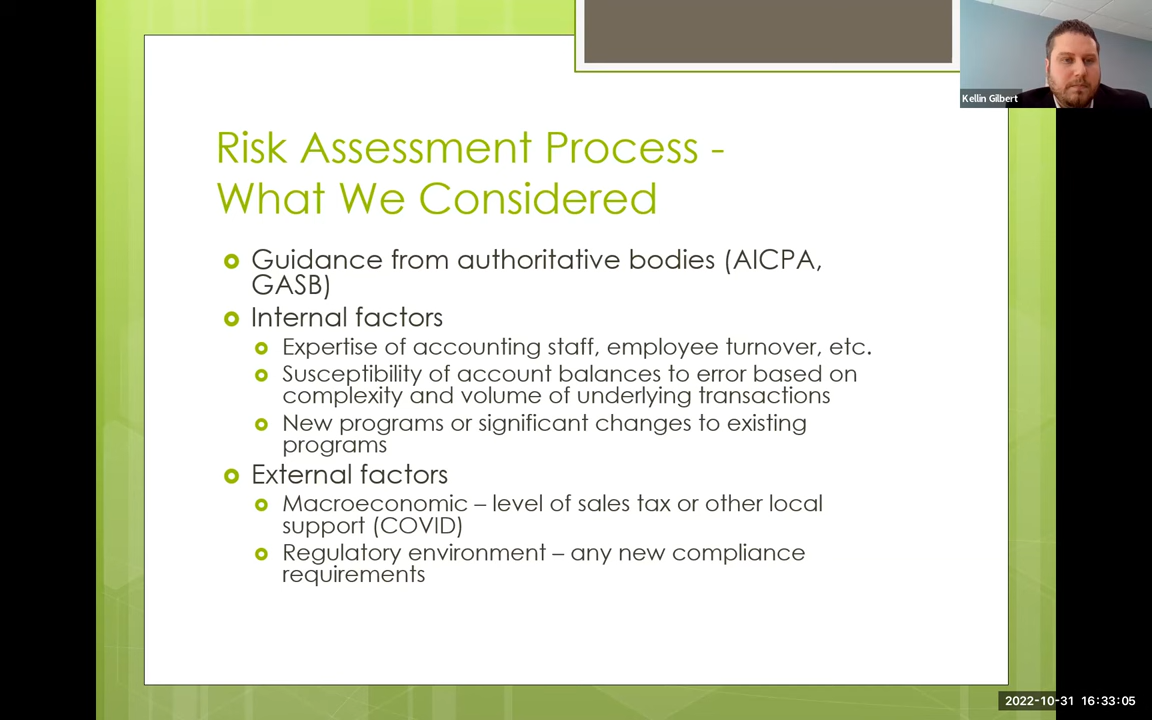 Kellin Gilbert
Risk Assessment Process -
What We Considered
Guidance from authoritative bodies (AICPA,
GASB)
Internal factors
Expertise of accounting staff, employee turnover, etc.
Susceptibility of account balances to error based on
complexity and volume of underlying transactions
New programs or significant changes to existing
programs
External factors
Macroeconomic – level of sales tax or other local
support (COVID)
Regulatory environment – any new compliance
requirements
2022-10-31 16:33:05